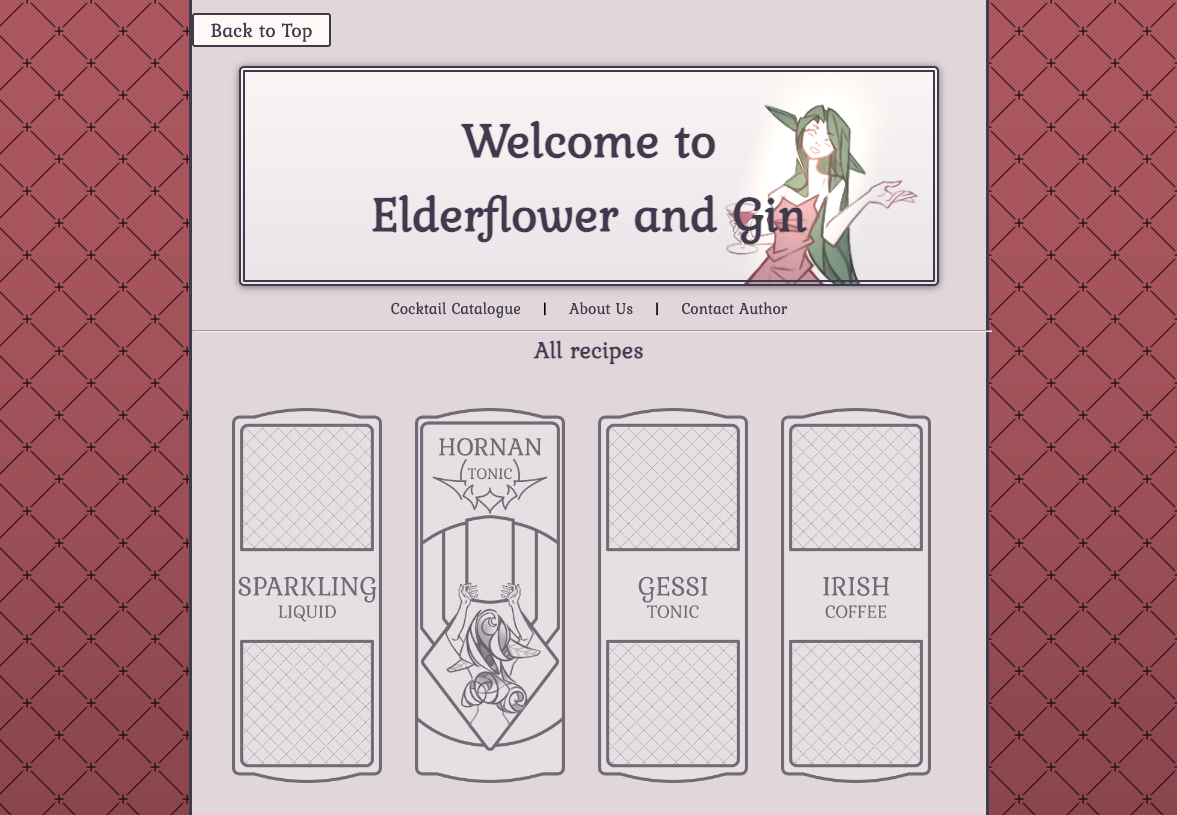 Back to Top
Welcome to
Elderflower and Gin
Cocktail Catalogue | About Us | Contact Author
All recipes
SPARKLING
LIQUID
HORNAN
TONIC
GESSI
TONIC
IRISH
COFFEE